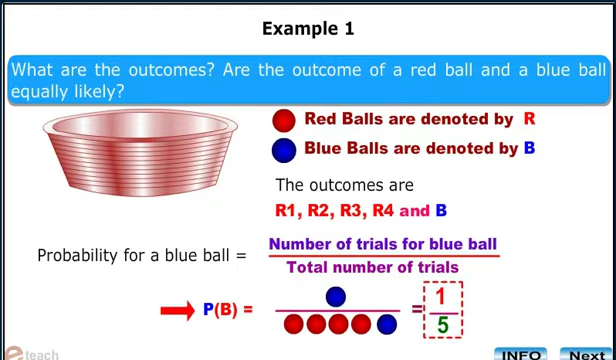 Example 1
What are the outcomes? Are the outcome of a red ball and a blue ball
equally likely?
Red Balls are denoted by R
Blue Balls are denoted by B
The outcomes are
R1, R2, R3, R4 and B
Probability for a blue ball = Number of trials for blue ball
Total number of trials
P(B) = = 1
5
e teach
INFO Next